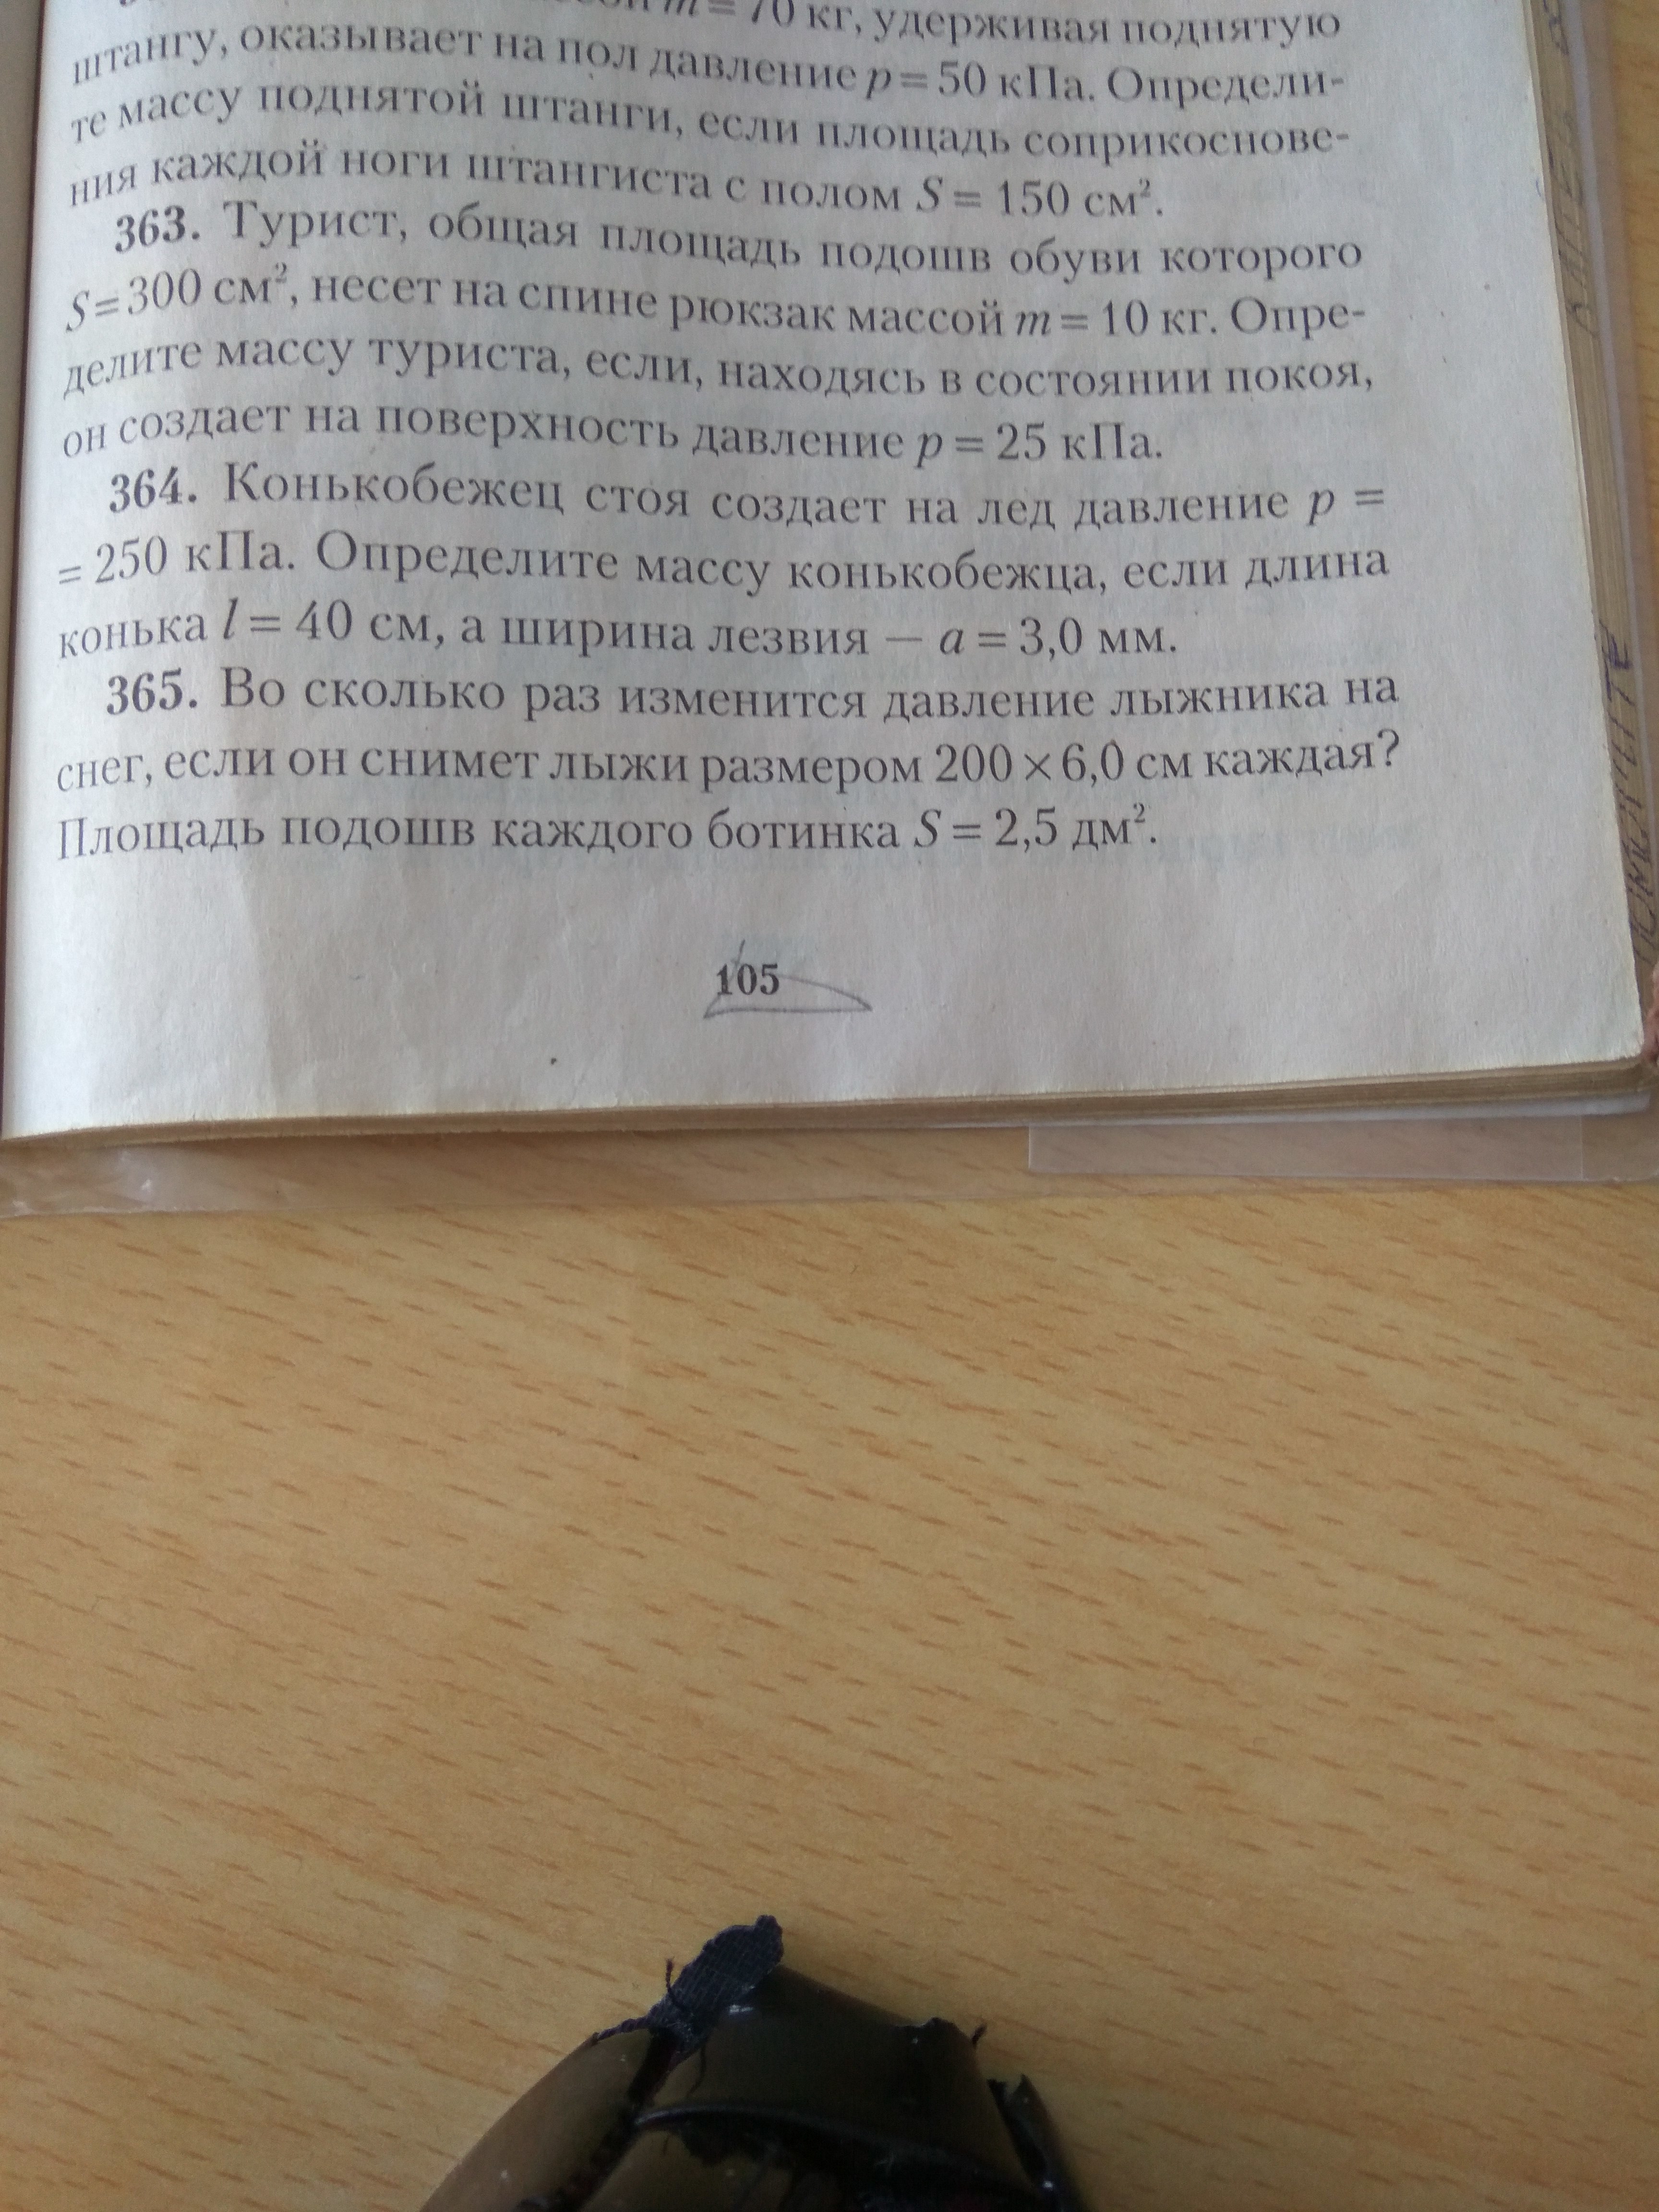 m = 70 кг, удерживая поднятую
штангу, оказывает на пол давление p = 50 кПа. Определи-
те массу поднятой штанги, если площадь соприкоснове-
ния каждой ноги штангиста с полом S = 150 см².
363. Турист, общая площадь подошв обуви которого
S = 300 см², несет на спине рюкзак массой m = 10 кг. Опре-
делите массу туриста, если, находясь в состоянии покоя,
он создает на поверхность давление p = 25 кПа.
364. Конькобежец стоя создает на лед давление p =
= 250 кПа. Определите массу конькобежца, если длина
конька l = 40 см, а ширина лезвия — a = 3,0 мм.
365. Во сколько раз изменится давление лыжника на
снег, если он снимет лыжи размером 200 × 6,0 см каждая?
Площадь подошв каждого ботинка S = 2,5 дм².
105